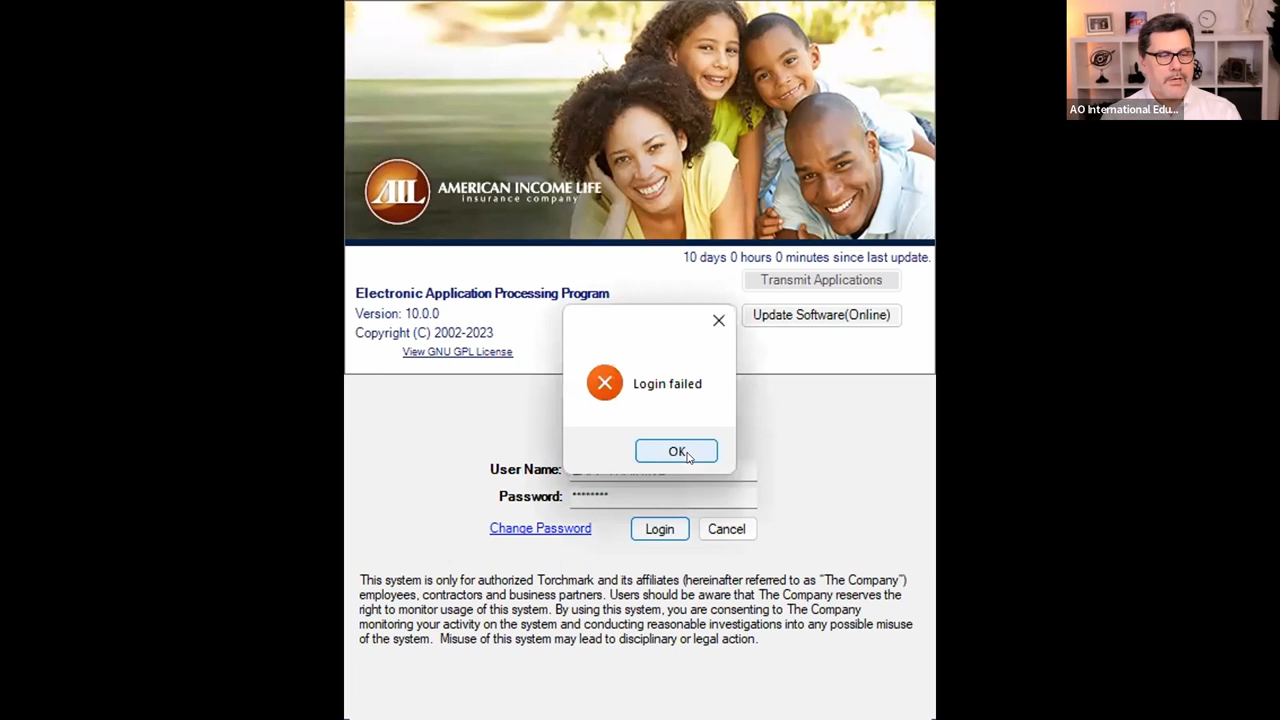 AO International Edu...
AIL
AMERICAN INCOME LIFE
insurance company
10 days 0 hours 0 minutes since last update.
Transmit Applications
Electronic Application Processing Program
Version: 10.0.0
Update Software(Online)
Copyright (C) 2002-2023
View GNU GPL License
Login failed
OK
User Name:
Password: ********
Change Password Login Cancel
This system is only for authorized Torchmark and its affiliates (hereinafter referred to as "The Company")
employees, contractors and business partners. Users should be aware that The Company reserves the
right to monitor usage of this system. By using this system, you are consenting to The Company
monitoring your activity on the system and conducting reasonable investigations into any possible misuse
of the system. Misuse of this system may lead to disciplinary or legal action.